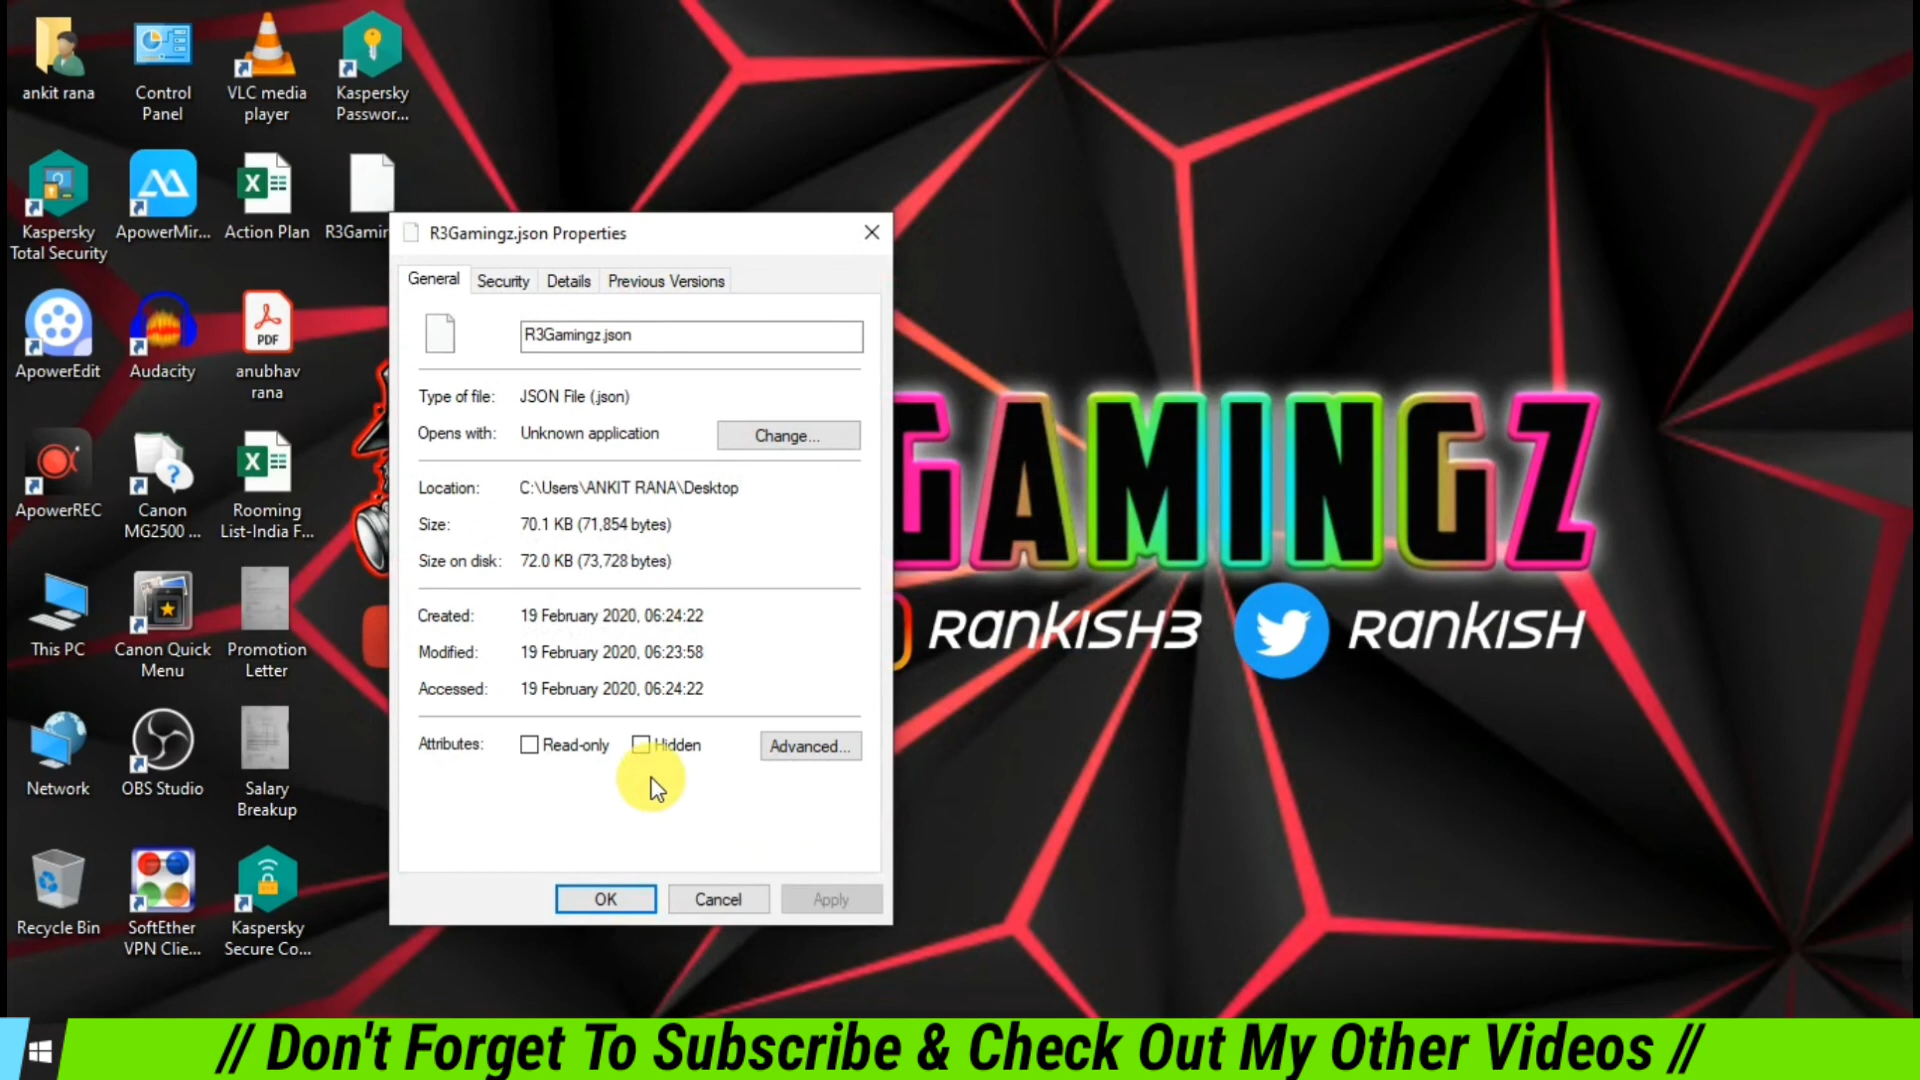 ankit rana
Control
Panel
VLC media
player
Kaspersky
Passwor...
Kaspersky
Total Security
ApowerMir...
Action Plan
R3Gamin
ApowerEdit
Audacity
PDF
anubhav
rana
ApowerREC
Canon
MG2500 ...
Rooming
List-India F...
This PC
Canon Quick
Menu
Promotion
Letter
Network
OBS Studio
Salary
Breakup
Recycle Bin
SoftEther
VPN Clie...
Kaspersky
Secure Co...
R3Gamingz.json Properties
General Security Details Previous Versions
R3Gamingz.json
Type of file: JSON File (.json)
Opens with: Unknown application Change...
Location: C:\Users\ANKIT RANA\Desktop
Size: 70.1 KB (71,854 bytes)
Size on disk: 72.0 KB (73,728 bytes)
Created: 19 February 2020, 06:24:22
Modified: 19 February 2020, 06:23:58
Accessed: 19 February 2020, 06:24:22
Attributes: Read-only Hidden Advanced...
OK Cancel Apply
GAMINGZ
RANKISH3 RANKISH
// Don't Forget To Subscribe & Check Out My Other Videos //